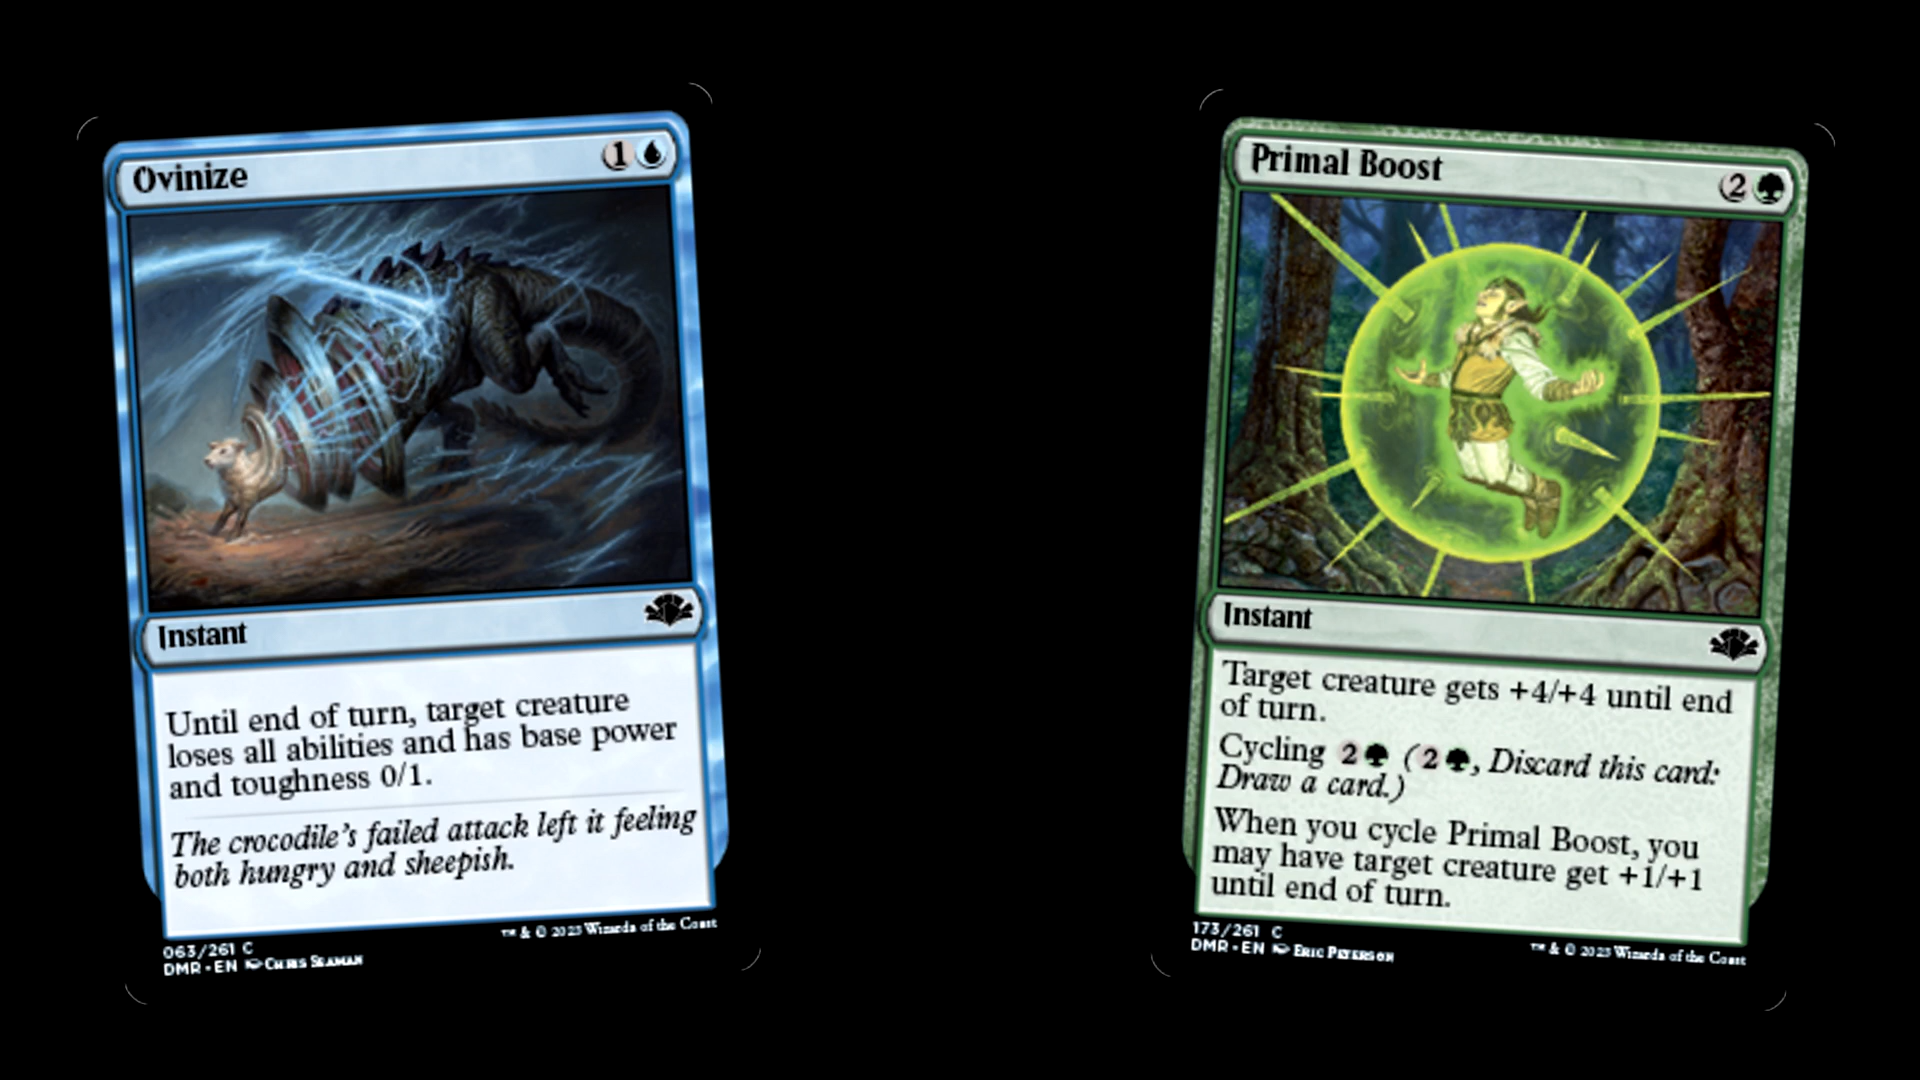 Ovinize
1
Instant
Until end of turn, target creature
loses all abilities and has base power
and toughness 0/1.
The crocodile's failed attack left it feeling
both hungry and sheepish.
063/261 C
DMR • EN Chris Seaman
™ & © 2023 Wizards of the Coast
Primal Boost
2
Instant
Target creature gets +4/+4 until end
of turn.
Cycling 2 (2, Discard this card:
Draw a card.)
When you cycle Primal Boost, you
may have target creature get +1/+1
until end of turn.
173/261 C
DMR • EN Eric Peterson
™ & © 2023 Wizards of the Coast